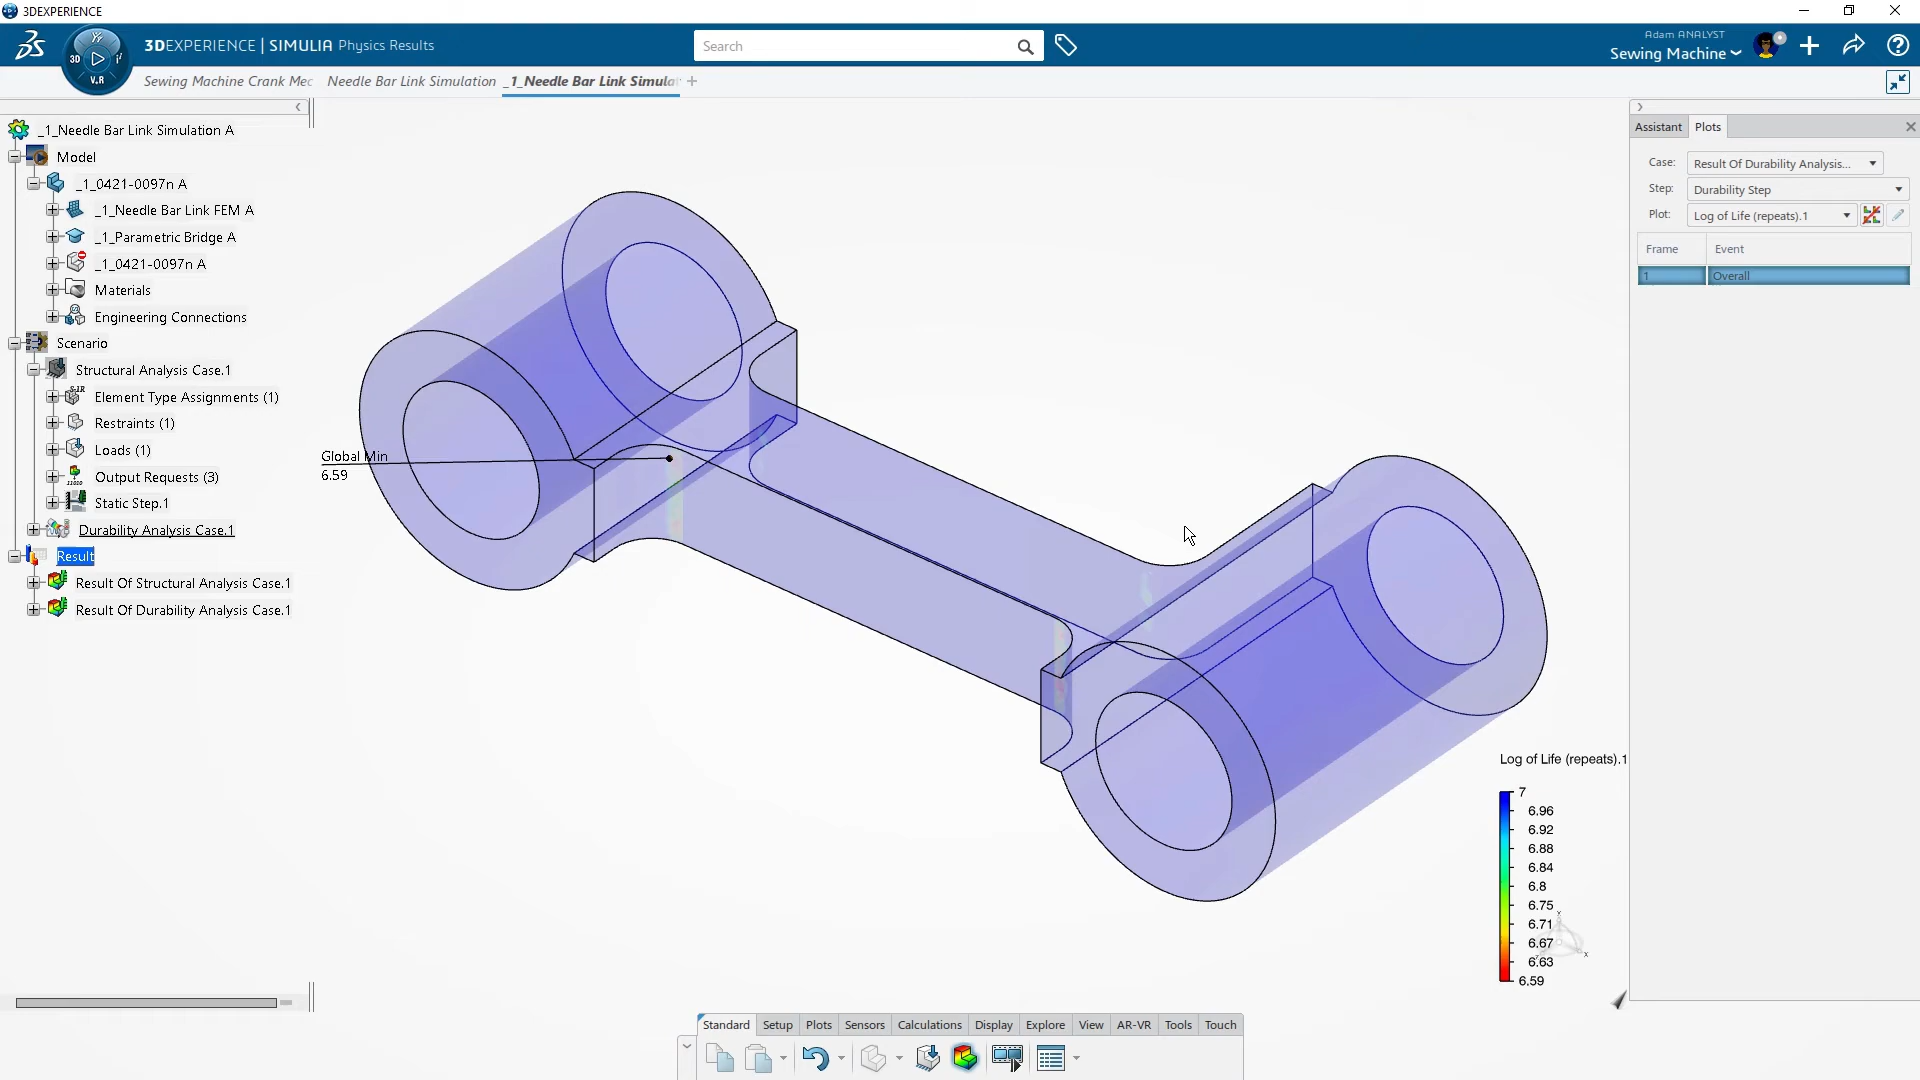 3DEXPERIENCE
3DEXPERIENCE | SIMULIA Physics Results
3D
V.R
Search
Adam ANALYST
Sewing Machine
Sewing Machine Crank Mec
Needle Bar Link Simulation
_1_Needle Bar Link Simula
_1_Needle Bar Link Simulation A
Model
_1_0421-0097n A
_1_Needle Bar Link FEM A
_1_Parametric Bridge A
_1_0421-0097n A
Materials
Engineering Connections
Scenario
Structural Analysis Case.1
Element Type Assignments (1)
Restraints (1)
Loads (1)
Output Requests (3)
Static Step.1
Durability Analysis Case.1
Result
Result Of Structural Analysis Case.1
Result Of Durability Analysis Case.1
Global Min
6.59
Assistant
Plots
Case: Result Of Durability Analysis...
Step: Durability Step
Plot: Log of Life (repeats).1
Frame Event
1 Overall
Log of Life (repeats).1
7
6.96
6.92
6.88
6.84
6.8
6.75
6.71
6.67
6.63
6.59
Standard Setup Plots Sensors Calculations Display Explore View AR-VR Tools Touch